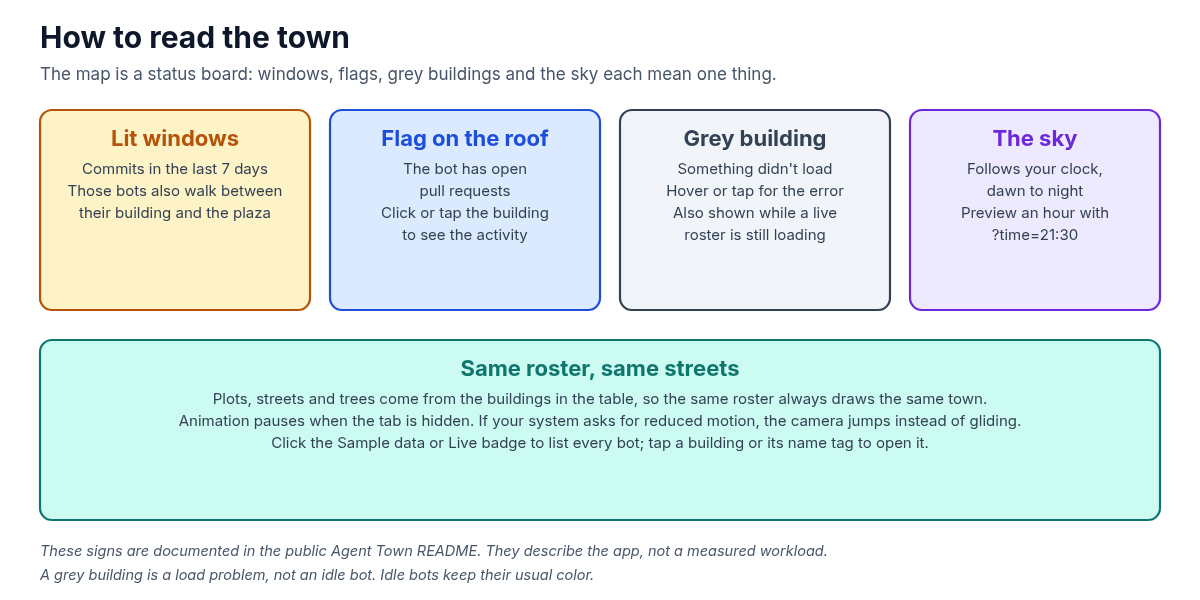 How to read the town
The map is a status board: windows, flags, grey buildings and the sky each mean one thing.
Lit windows
Commits in the last 7 days
Those bots also walk between
their building and the plaza
Flag on the roof
The bot has open
pull requests
Click or tap the building
to see the activity
Grey building
Something didn't load
Hover or tap for the error
Also shown while a live
roster is still loading
The sky
Follows your clock,
dawn to night
Preview an hour with
?time=21:30
Same roster, same streets
Plots, streets and trees come from the buildings in the table, so the same roster always draws the same town.
Animation pauses when the tab is hidden. If your system asks for reduced motion, the camera jumps instead of gliding.
Click the Sample data or Live badge to list every bot; tap a building or its name tag to open it.
These signs are documented in the public Agent Town README. They describe the app, not a measured workload.
A grey building is a load problem, not an idle bot. Idle bots keep their usual color.